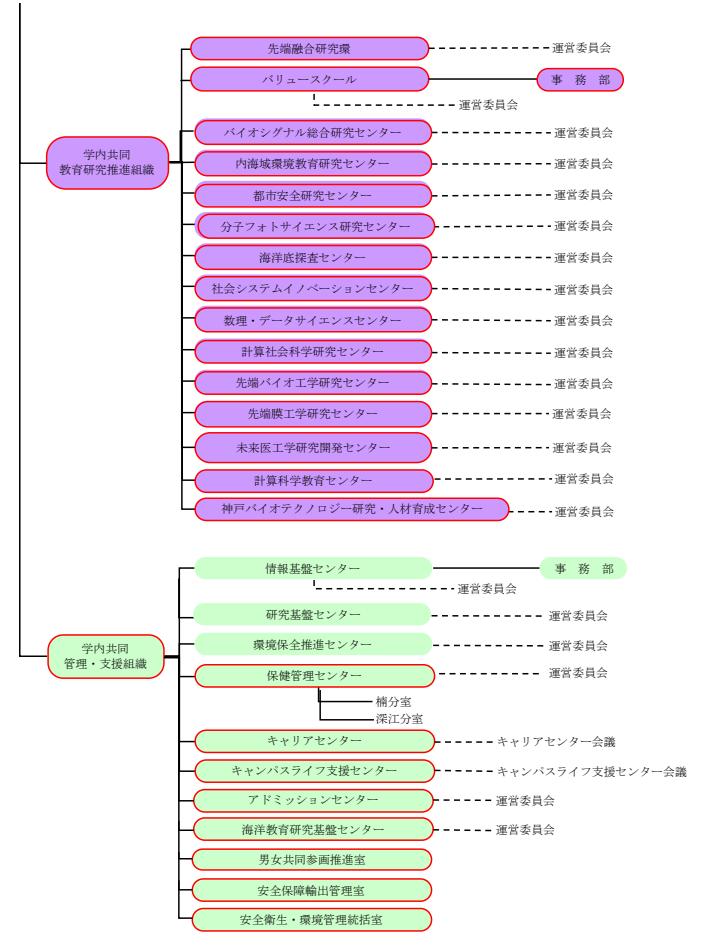 先端融合研究環 運営委員会
バリュースクール 事 務 部
運営委員会
学内共同
教育研究推進組織
バイオシグナル総合研究センター 運営委員会
内海域環境教育研究センター 運営委員会
都市安全研究センター 運営委員会
分子フォトサイエンス研究センター 運営委員会
海洋底探査センター 運営委員会
社会システムイノベーションセンター 運営委員会
数理・データサイエンスセンター 運営委員会
計算社会科学研究センター 運営委員会
先端バイオ工学研究センター 運営委員会
先端膜工学研究センター 運営委員会
未来医工学研究開発センター 運営委員会
計算科学教育センター 運営委員会
神戸バイオテクノロジー研究・人材育成センター 運営委員会
情報基盤センター 事 務 部
運営委員会
研究基盤センター 運営委員会
学内共同
管理・支援組織
環境保全推進センター 運営委員会
保健管理センター 運営委員会
楠分室
深江分室
キャリアセンター キャリアセンター会議
キャンパスライフ支援センター キャンパスライフ支援センター会議
アドミッションセンター 運営委員会
海洋教育研究基盤センター 運営委員会
男女共同参画推進室
安全保障輸出管理室
安全衛生・環境管理統括室